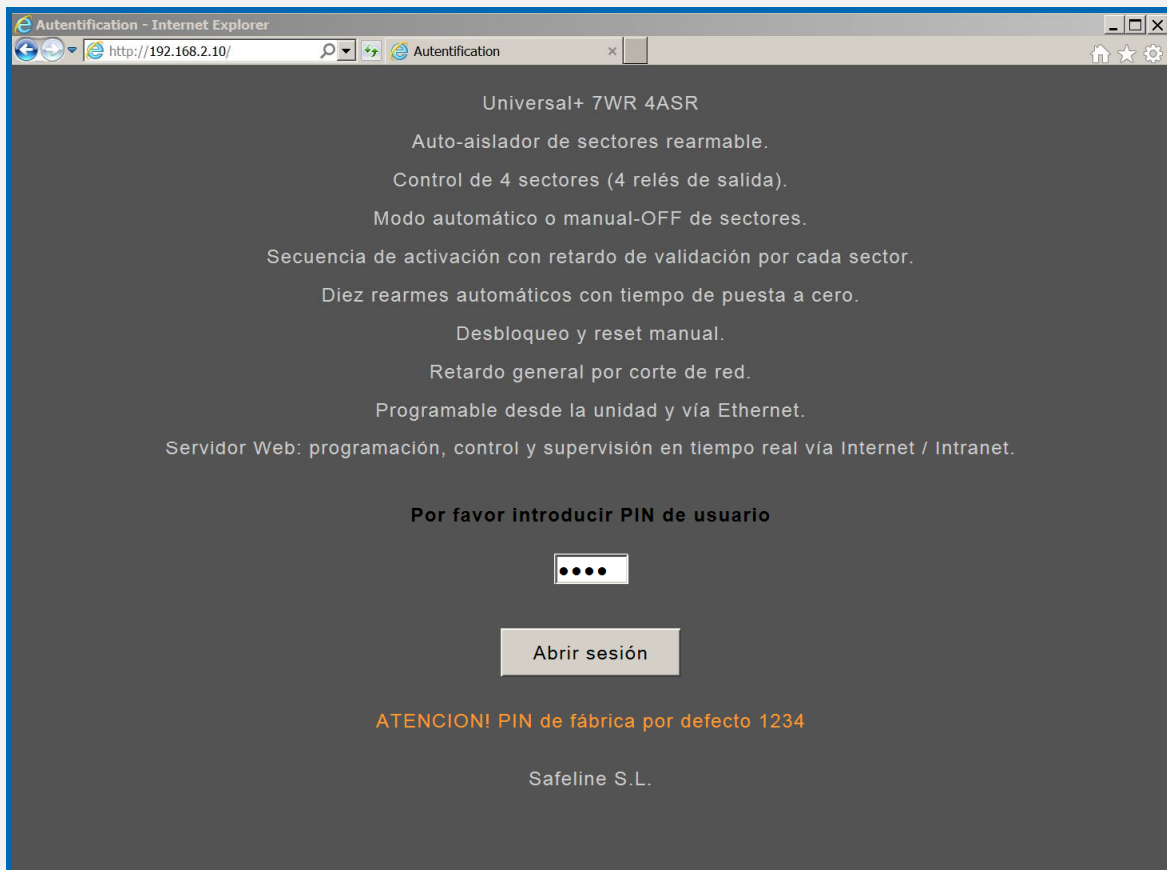 Autentification - Internet Explorer
http://192.168.2.10/
Autentification
Universal+ 7WR 4ASR
Auto-aislador de sectores rearmable.
Control de 4 sectores (4 relés de salida).
Modo automático o manual-OFF de sectores.
Secuencia de activación con retardo de validación por cada sector.
Diez rearmes automáticos con tiempo de puesta a cero.
Desbloqueo y reset manual.
Retardo general por corte de red.
Programable desde la unidad y vía Ethernet.
Servidor Web: programación, control y supervisión en tiempo real vía Internet / Intranet.
Por favor introducir PIN de usuario
••••
Abrir sesión
ATENCION! PIN de fábrica por defecto 1234
Safeline S.L.